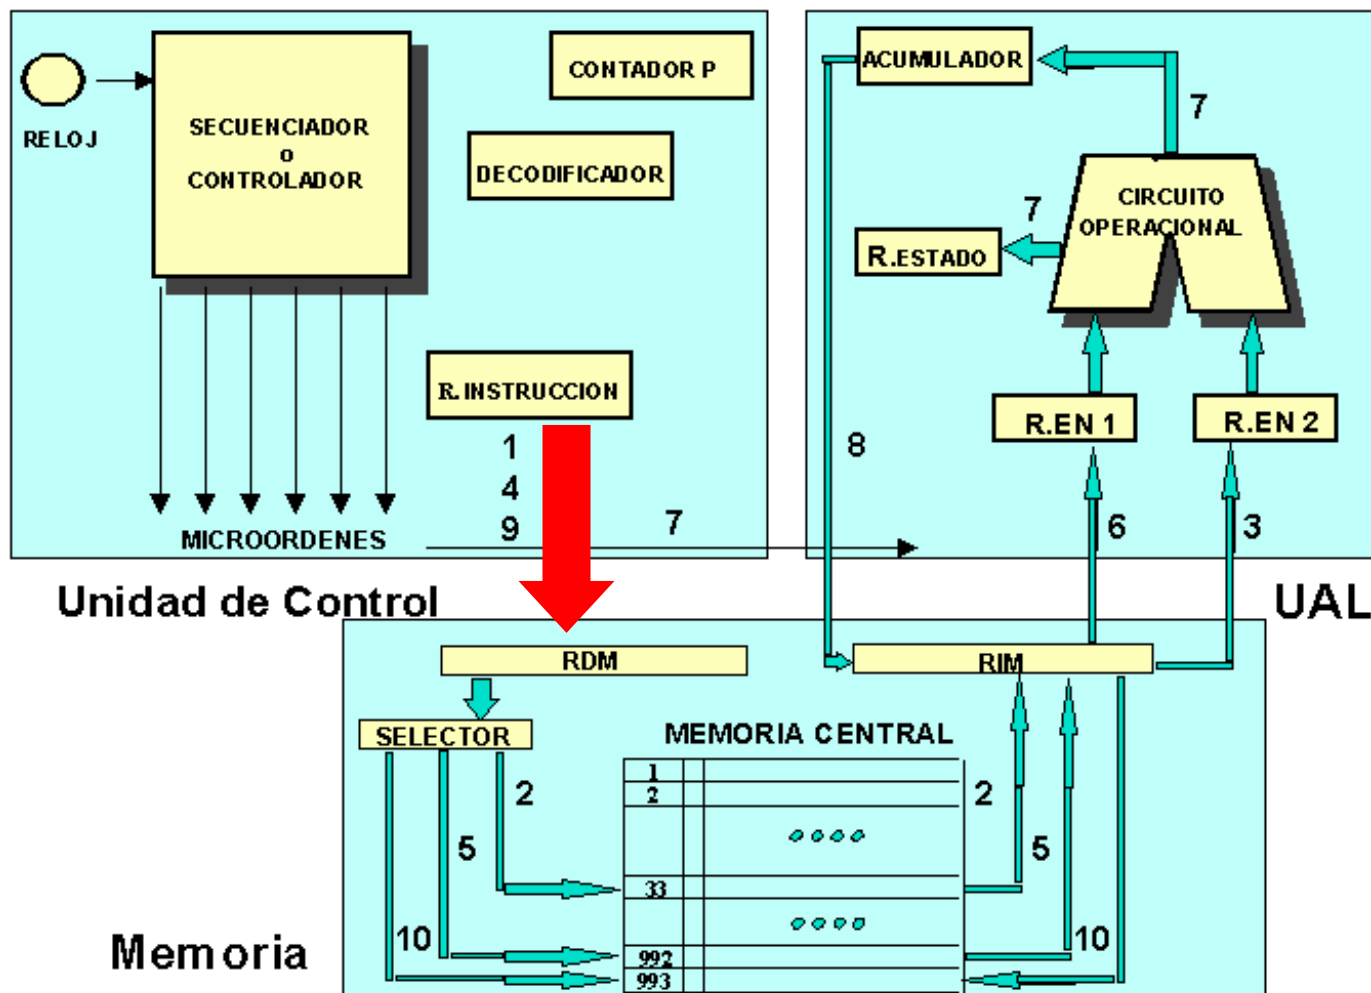 RELOJ
SECUENCIADOR
o
CONTROLADOR
CONTADOR P
DECODIFICADOR
R.INSTRUCCION
1
4
9
7
MICROORDENES
Unidad de Control
ACUMULADOR
7
CIRCUITO
OPERACIONAL
7
R.ESTADO
R.EN 1
R.EN 2
8
6
3
UAL
RDM
RIM
SELECTOR
MEMORIA CENTRAL
1
2
33
992
993
2
5
10
2
5
10
Memoria